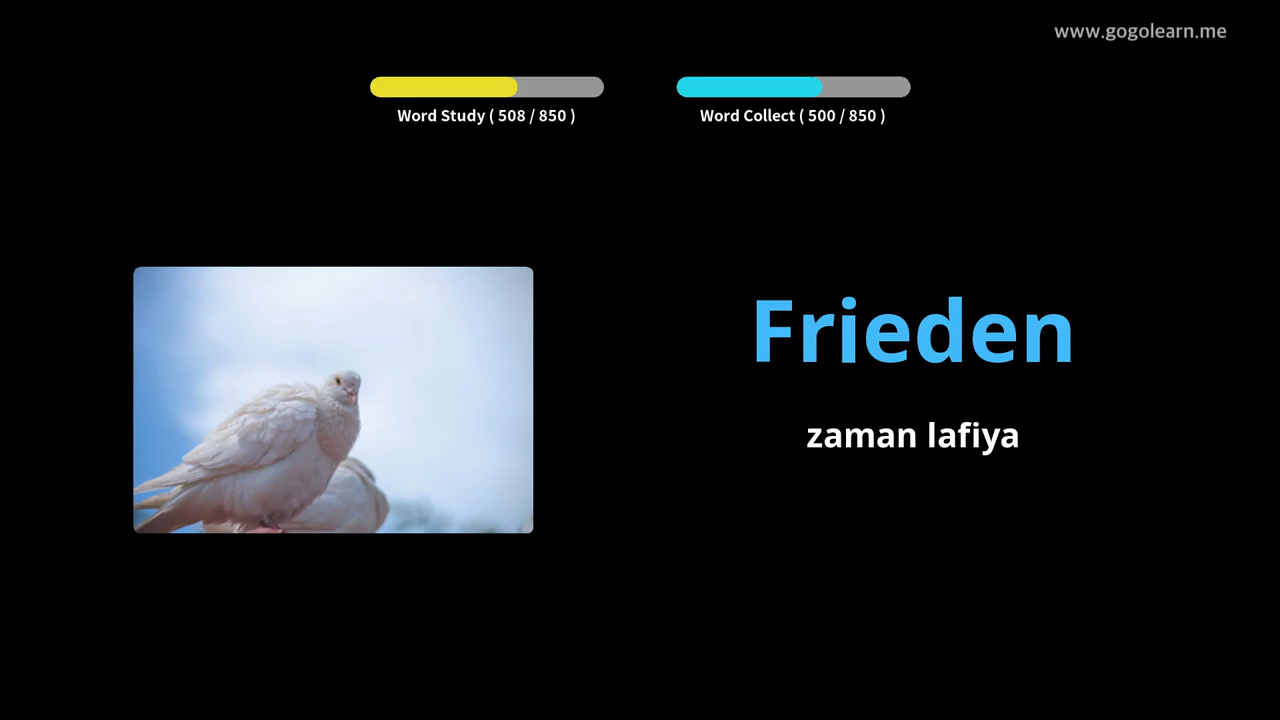 www.gogolearn.me
Word Study ( 508 / 850 )
Word Collect ( 500 / 850 )
Frieden
zaman lafiya